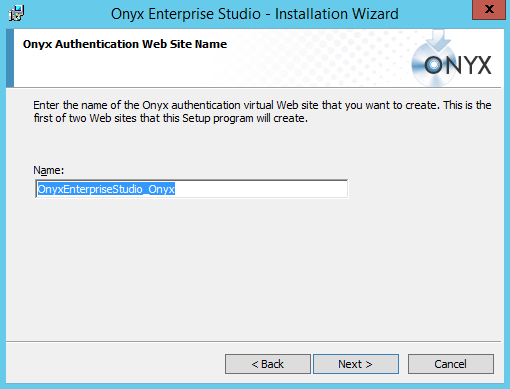 Onyx Enterprise Studio - Installation Wizard
x
Onyx Authentication Web Site Name
ONYX
Enter the name of the Onyx authentication virtual Web site that you want to create. This is the
first of two Web sites that this Setup program will create.
Name:
OnyxEnterpriseStudio_Onyx
< Back
Next >
Cancel